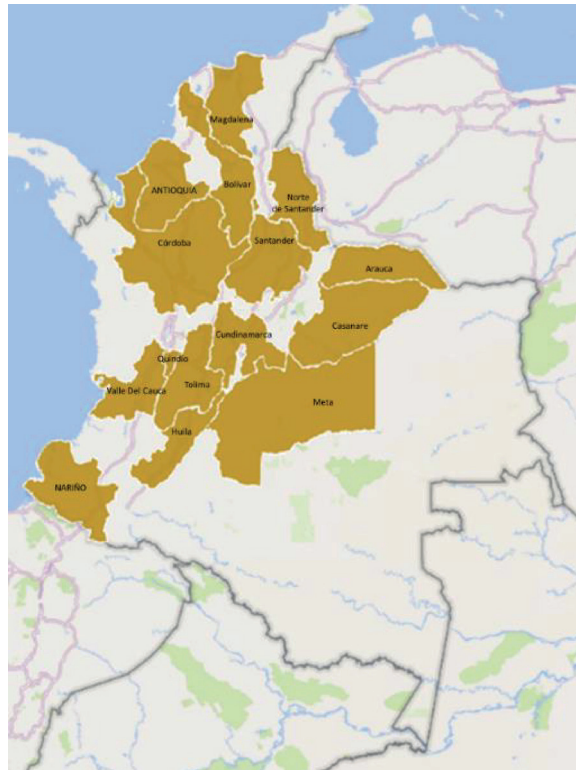 Magdalena
Bolívar
ANTIOQUIA
Norte
de Santander
Córdoba
Santander
Arauca
Casanare
Cundinamarca
Quindío
Valle Del Cauca
Tolima
Meta
Huila
NARIÑO